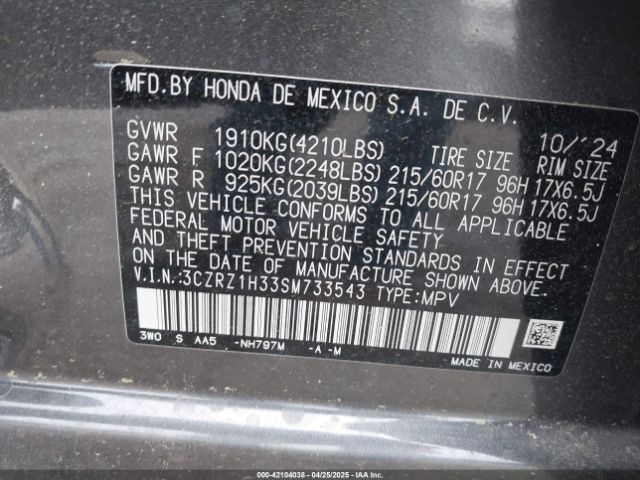 MFD.BY HONDA DE MEXICO S.A. DE C.V.
10/'24
GVWR 1910KG(4210LBS) TIRE SIZE RIM SIZE
GAWR F 1020KG(2248LBS) 215/60R17 96H 17X6.5J
GAWR R 925KG(2039LBS) 215/60R17 96H 17X6.5J
THIS VEHICLE CONFORMS TO ALL APPLICABLE
FEDERAL MOTOR VEHICLE SAFETY
AND THEFT PREVENTION STANDARDS IN EFFECT
ON THE DATE OF MANUFACTURE SHOWN ABOVE.
V.I.N.:3CZRZ1H33SM733543 TYPE:MPV
3W0 S AA5 -NH797M -A -M
MADE IN MEXICO
000-42104038 - 04/25/2025 - IAAI.COM